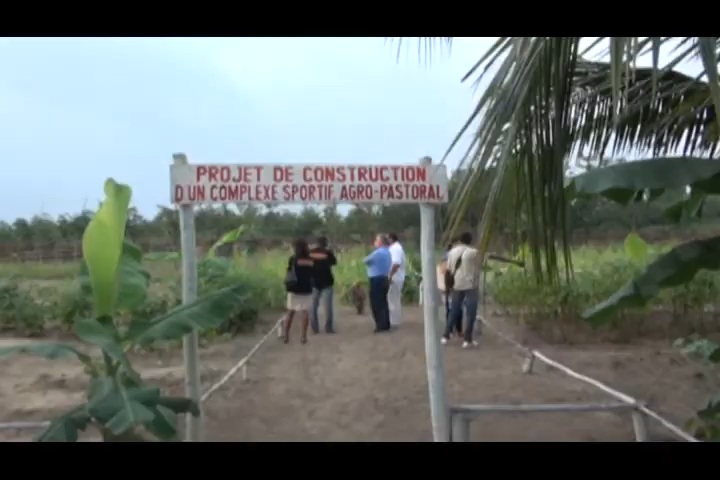 PROJET DE CONSTRUCTION
D'UN COMPLEXE SPORTIF AGRO-PASTORAL